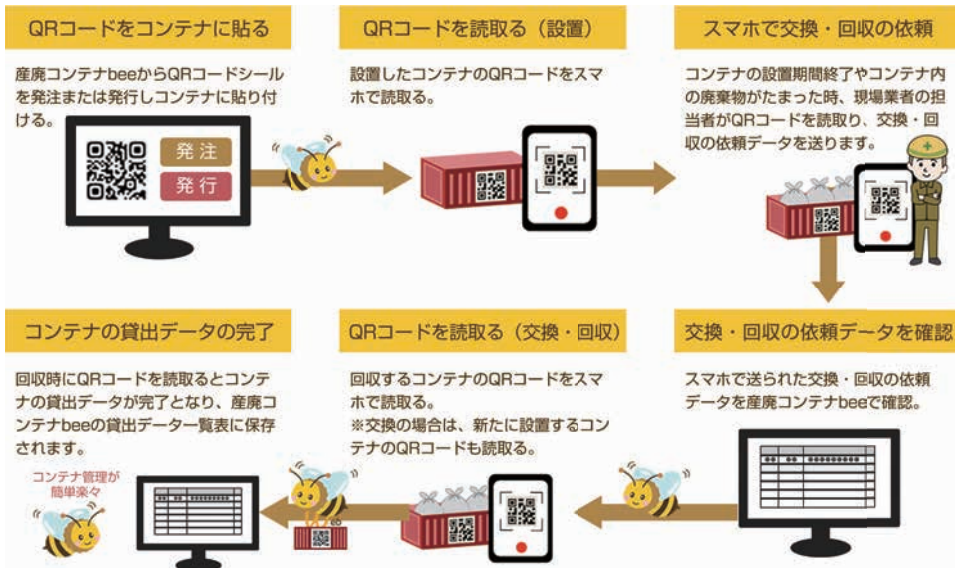 QRコードをコンテナに貼る
産廃コンテナbeeからQRコードシール
を発注または発行しコンテナに貼り付
ける。
発注
発行
QRコードを読取る（設置）
設置したコンテナのQRコードをスマ
ホで読取る。
スマホで交換・回収の依頼
コンテナの設置期間終了やコンテナ内
の廃棄物がたまった時、現場業者の担
当者がQRコードを読取り、交換・回
収の依頼データを送ります。
交換・回収の依頼データを確認
スマホで送られた交換・回収の依頼
データを産廃コンテナbeeで確認。
QRコードを読取る（交換・回収）
回収するコンテナのQRコードをスマ
ホで読取る。
※交換の場合は、新たに設置するコン
テナのQRコードも読取る。
コンテナの貸出データの完了
回収時にQRコードを読取るとコンテ
ナの貸出データが完了となり、産廃コ
ンテナbeeの貸出データ一覧表に保存
されます。
コンテナ管理が
簡単楽々